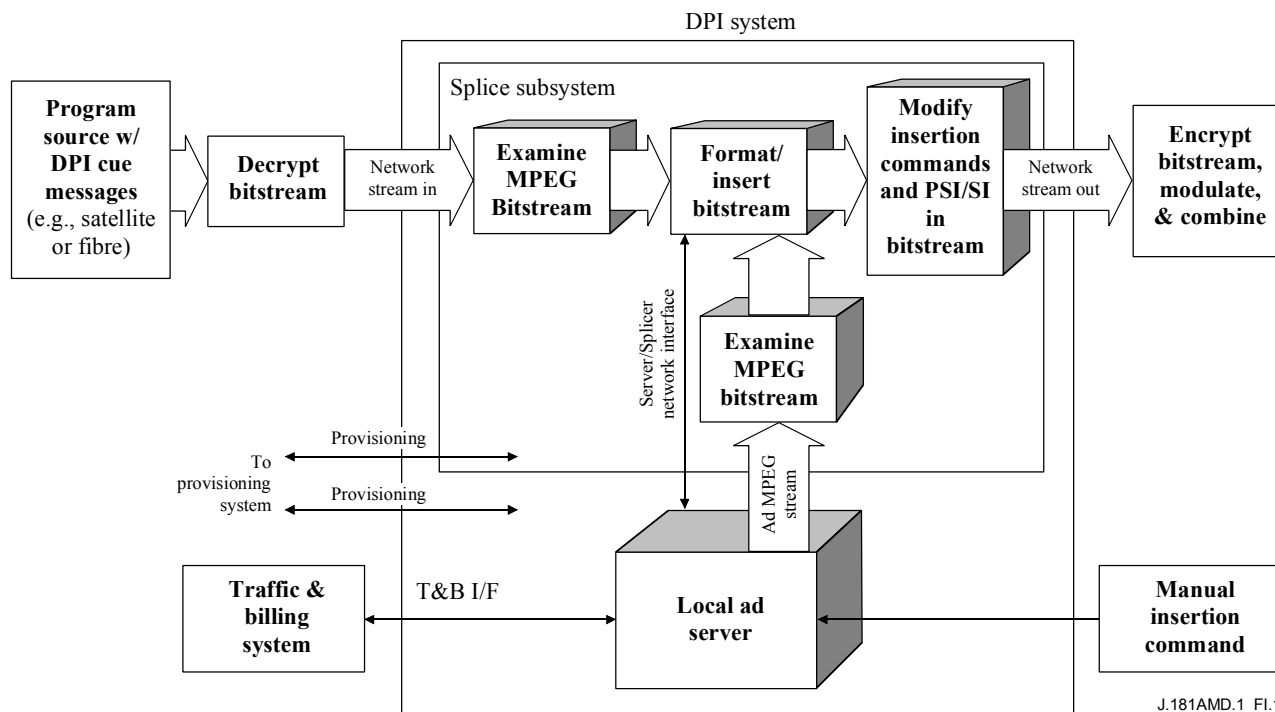 DPI system
Splice subsystem
Program
source w/
DPI cue
messages
(e.g., satellite
or fibre)
Decrypt
bitstream
Network
stream in
Examine
MPEG
Bitstream
Format/
insert
bitstream
Modify
insertion
commands
and PSI/SI
in
bitstream
Network
stream out
Encrypt
bitstream,
modulate,
& combine
Server/Splicer
network interface
Examine
MPEG
bitstream
Provisioning
To
provisioning
system
Provisioning
Ad MPEG
stream
Traffic &
billing
system
T&B I/F
Local ad
server
Manual
insertion
command
J.181AMD.1_FI.